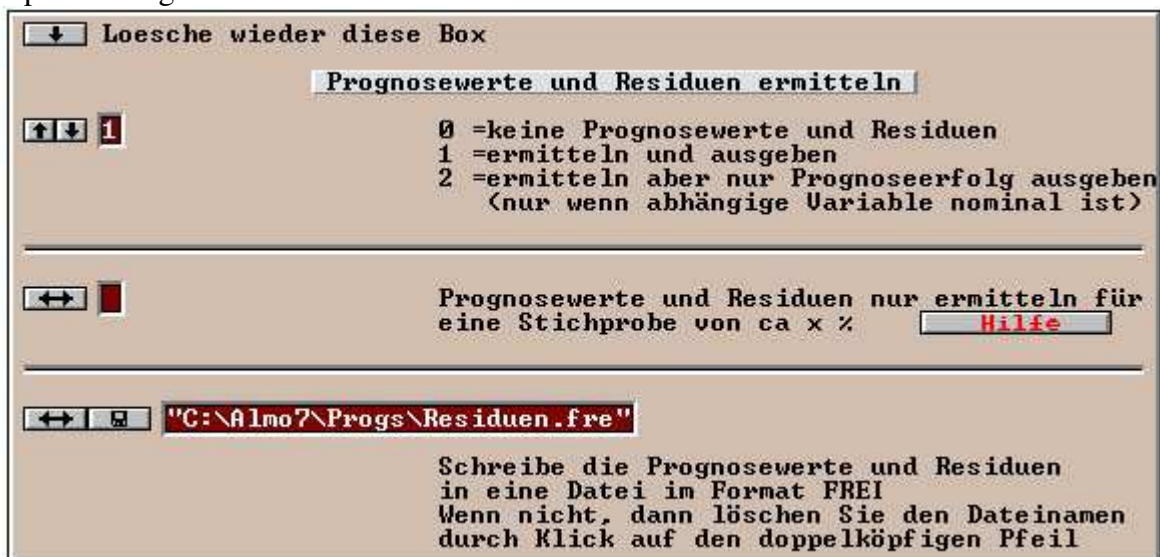 Loesche wieder diese Box
Prognosewerte und Residuen ermitteln
1 0 =keine Prognosewerte und Residuen
1 =ermitteln und ausgeben
2 =ermitteln aber nur Prognoseerfolg ausgeben
(nur wenn abhängige Variable nominal ist)
Prognosewerte und Residuen nur ermitteln für
eine Stichprobe von ca x % Hilfe
"C:\Almo7\Progs\Residuen.fre"
Schreibe die Prognosewerte und Residuen
in eine Datei im Format FREI
Wenn nicht, dann löschen Sie den Dateinamen
durch Klick auf den doppelköpfigen Pfeil